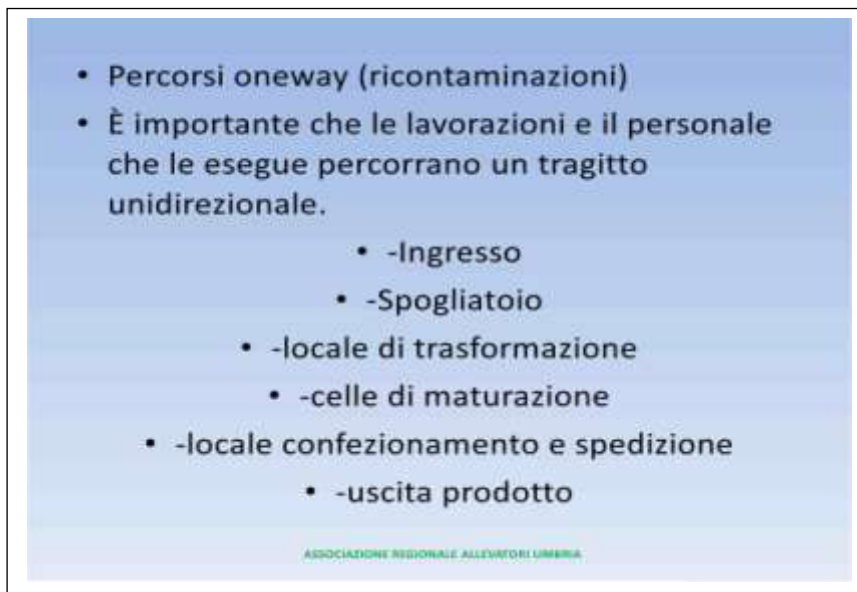 • Percorsi oneway (ricontaminazioni)
• È importante che le lavorazioni e il personale
che le esegue percorrano un tragitto
unidirezionale.
• -Ingresso
• -Spogliatoio
• -locale di trasformazione
• -celle di maturazione
• -locale confezionamento e spedizione
• -uscita prodotto
ASSOCIAZIONE REGIONALE ALLEVATORI UMBRIA